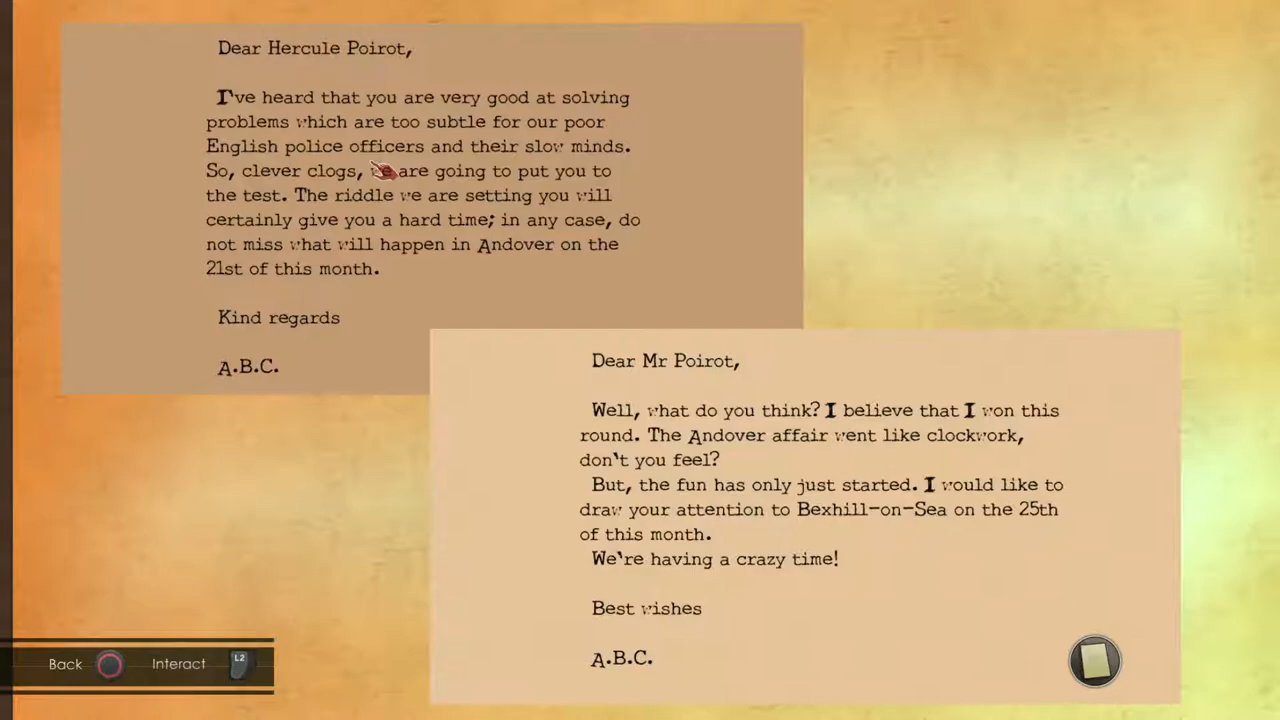 Dear Hercule Poirot,
I've heard that you are very good at solving
problems which are too subtle for our poor
English police officers and their slow minds.
So, clever clogs, we are going to put you to
the test. The riddle we are setting you will
certainly give you a hard time; in any case, do
not miss what will happen in Andover on the
21st of this month.
Kind regards
A.B.C.
Dear Mr Poirot,
Well, what do you think? I believe that I won this
round. The Andover affair went like clockwork,
don't you feel?
But, the fun has only just started. I would like to
draw your attention to Bexhill-on-Sea on the 25th
of this month.
We're having a crazy time!
Best wishes
A.B.C.
Back Interact L2